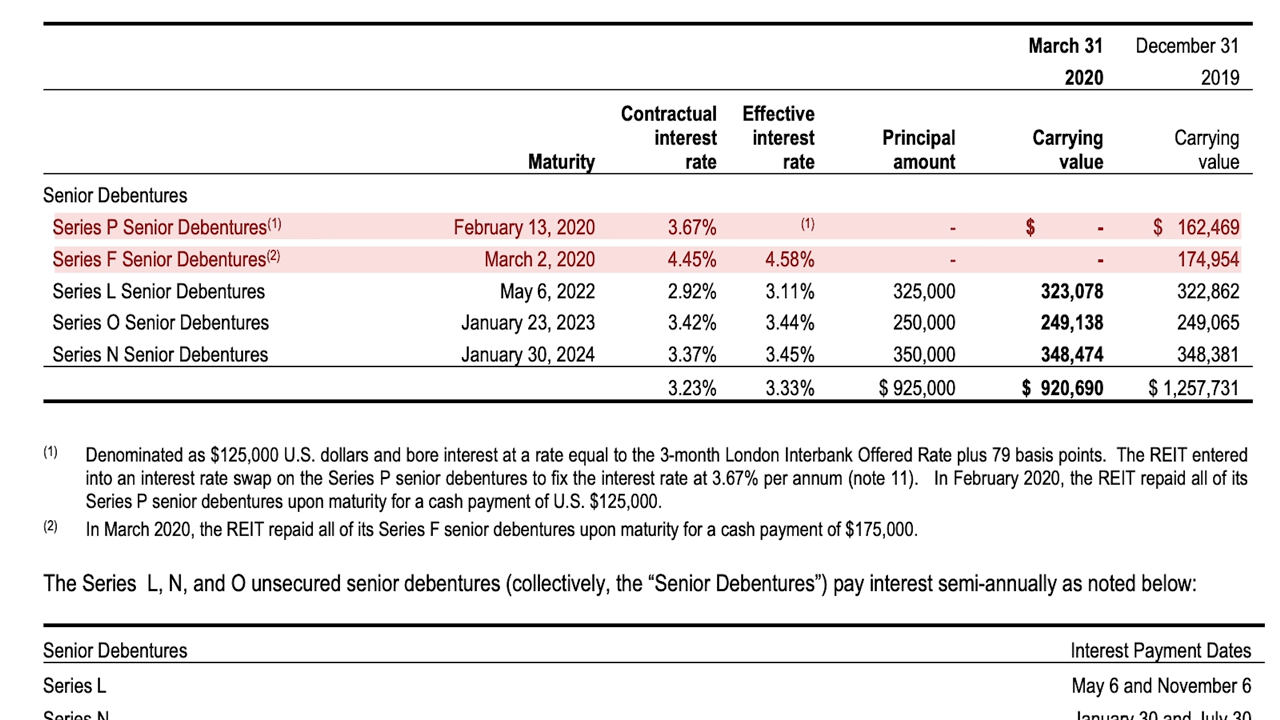 March 31 December 31
2020 2019
Contractual Effective
interest interest Principal Carrying Carrying
Maturity rate rate amount value value
Senior Debentures
Series P Senior Debentures(1) February 13, 2020 3.67% (1) - $ - $ 162,469
Series F Senior Debentures(2) March 2, 2020 4.45% 4.58% - - 174,954
Series L Senior Debentures May 6, 2022 2.92% 3.11% 325,000 323,078 322,862
Series O Senior Debentures January 23, 2023 3.42% 3.44% 250,000 249,138 249,065
Series N Senior Debentures January 30, 2024 3.37% 3.45% 350,000 348,474 348,381
3.23% 3.33% $ 925,000 $ 920,690 $ 1,257,731
(1) Denominated as $125,000 U.S. dollars and bore interest at a rate equal to the 3-month London Interbank Offered Rate plus 79 basis points. The REIT entered
into an interest rate swap on the Series P senior debentures to fix the interest rate at 3.67% per annum (note 11). In February 2020, the REIT repaid all of its
Series P senior debentures upon maturity for a cash payment of U.S. $125,000.
(2) In March 2020, the REIT repaid all of its Series F senior debentures upon maturity for a cash payment of $175,000.
The Series L, N, and O unsecured senior debentures (collectively, the “Senior Debentures”) pay interest semi-annually as noted below:
Senior Debentures Interest Payment Dates
Series L May 6 and November 6
Series N January 30 and July 30